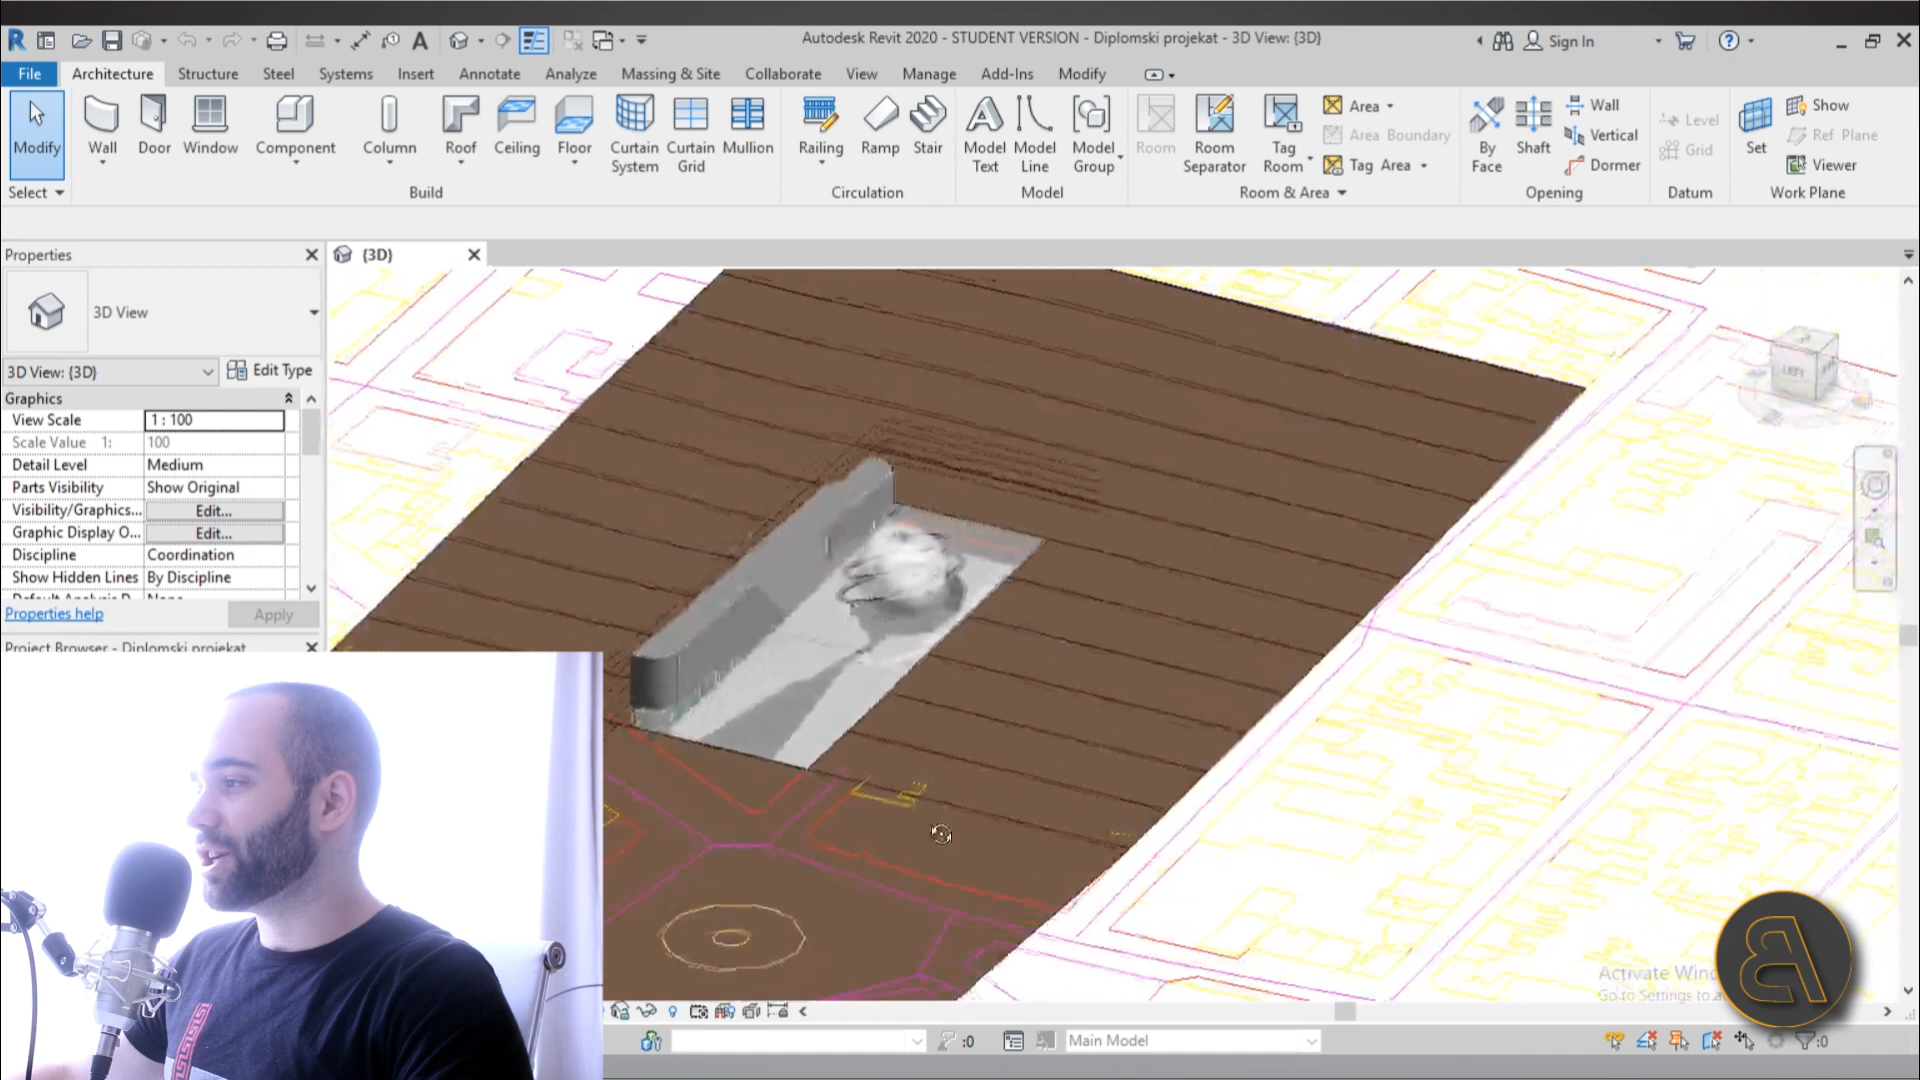 Autodesk Revit 2020 - STUDENT VERSION - Diplomski projekat - 3D View: {3D}
Sign In
File Architecture Structure Steel Systems Insert Annotate Analyze Massing & Site Collaborate View Manage Add-Ins Modify
Modify Wall Door Window Component Column Roof Ceiling Floor Curtain System Curtain Grid Mullion Railing Ramp Stair Model Text Model Line Model Group Room Room Separator Tag Room
Area
Area Boundary
Tag Area
By Face Shaft
Wall
Vertical
Dormer
Level
Grid
Set
Show
Ref Plane
Viewer
Select Build Circulation Model Room & Area Opening Datum Work Plane
Properties
{3D}
3D View
3D View: {3D}
Edit Type
Graphics
View Scale 1 : 100
Scale Value 1: 100
Detail Level Medium
Parts Visibility Show Original
Visibility/Graphics... Edit...
Graphic Display O... Edit...
Discipline Coordination
Show Hidden Lines By Discipline
Properties help
Apply
Project Browser - Diplomski projekat
LEFT
Activate Wind
Go to Settings to a
:0
Main Model
:0